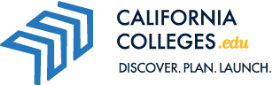 CALIFORNIA
COLLEGES.edu
DISCOVER. PLAN. LAUNCH.